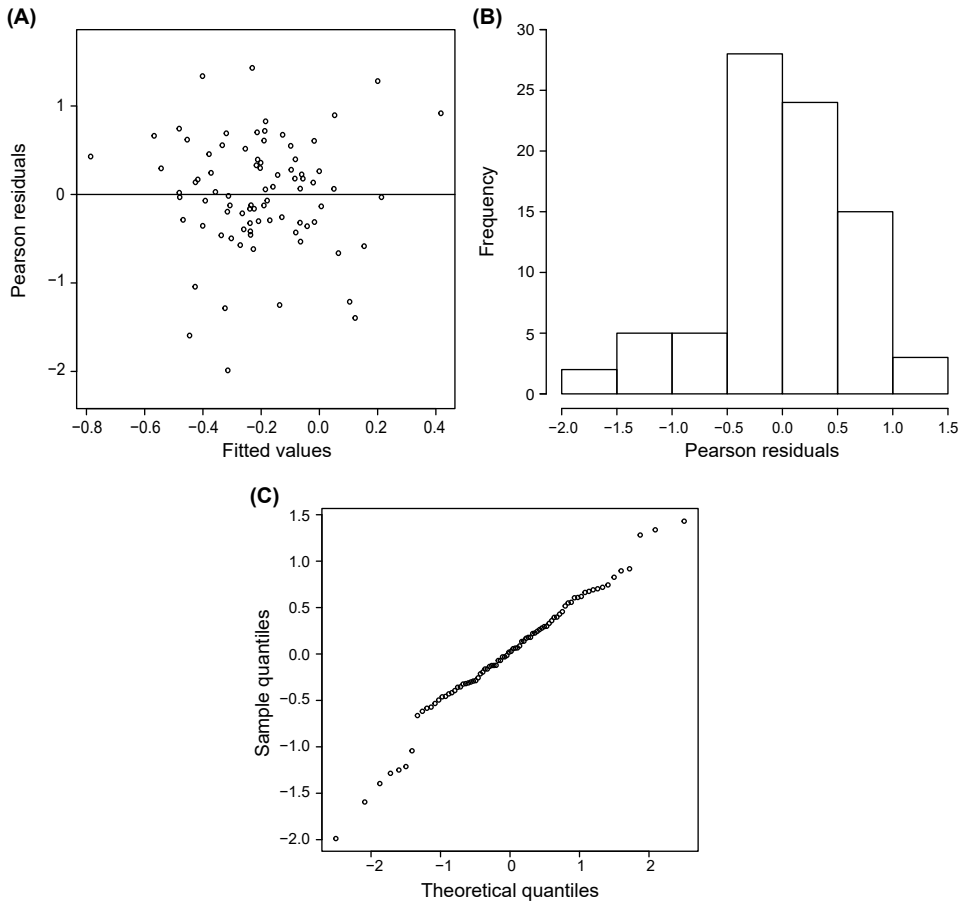 (A)
Pearson residuals
1
0
−1
−2
−0.8 −0.6 −0.4 −0.2 0.0 0.2 0.4
Fitted values
(B)
Frequency
30
25
20
15
10
5
0
−2.0 −1.5 −1.0 −0.5 0.0 0.5 1.0 1.5
Pearson residuals
(C)
Sample quantiles
1.5
1.0
0.5
0.0
−0.5
−1.0
−1.5
−2.0
−2 −1 0 1 2
Theoretical quantiles